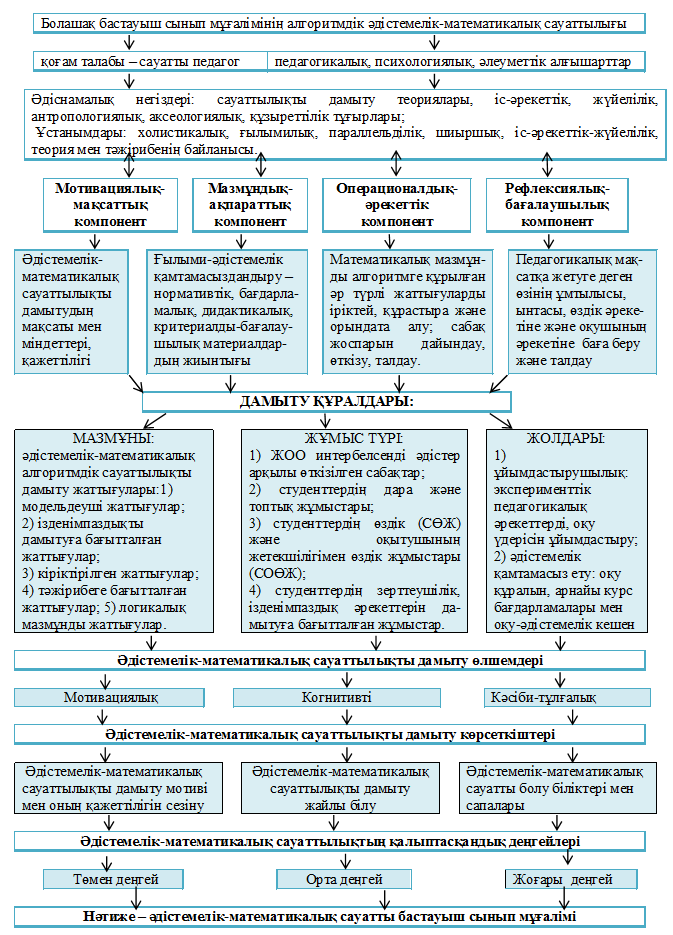 Болашақ бастауыш сынып мұғалімінің алгоритмдік әдістемелік-математикалық сауаттылығы
қоғам талабы – сауатты педагог
педагогикалық, психологиялық, әлеуметтік алғышарттар
Әдіснамалық негіздері: сауаттылықты дамыту теориялары, іс-әрекеттік, жүйелілік,
антропологиялық, аксеологиялық, құзыреттілік тұғырлары;
Ұстанымдары: холистикалық, ғылымилық, параллельділік, шиыршық, іс-әрекеттік-жүйелілік,
теория мен тәжірибенің байланысы.
Мотивациялық-
мақсаттық
компонент
Мазмұндық-
ақпараттық
компонент
Операционалдық-
әрекеттік
компонент
Рефлексиялық-
бағалаушылық
компонент
Әдістемелік-
математикалық
сауаттылықты
дамытудың
мақсаты мен
міндеттері,
қажеттілігі
Ғылыми-әдістемелік
қамтамасыздандыру –
нормативтік, бағдарла-
малық, дидактикалық,
критериалды-бағалау-
шылық материалдар-
дың жиынтығы
Математикалық мазмұн-
ды алгоритмге құрылған
әр түрлі жаттығуларды
іріктей, құрастыра және
орындата алу; сабақ
жоспарын дайындау,
өткізу, талдау.
Педагогикалық мақ-
сатқа жетуге деген
өзінің ұмтылысы,
ынтасы, өздік әреке-
тіне және оқушының
әрекетіне баға беру
және талдау
ДАМЫТУ ҚҰРАЛДАРЫ:
МАЗМҰНЫ:
әдістемелік-математикалық
алгоритмдік сауаттылықты
дамыту жаттығулары:1)
модельдеуші жаттығулар;
2) ізденімпаздықты
дамытуға бағытталған
жаттығулар;
3) кіріктірілген жаттығулар;
4) тәжірибеге бағытталған
жаттығулар; 5) логикалық
мазмұнды жаттығулар.
ЖҰМЫС ТҮРІ:
1) ЖОО интербелсенді әдістер
арқылы өткізілген сабақтар;
2) студенттердің дара және
топтық жұмыстары;
3) студенттердің өздік (СӨЖ)
және оқытушының
жетекшілігімен өздік жұмыстары
(СОӨЖ);
4) студенттердің зерттеушілік,
ізденімпаздық әрекеттерін да-
мытуға бағытталған жұмыстар.
ЖОЛДАРЫ:
1)
ұйымдастырушылық:
эксперименттік
педагогикалық
әрекеттерді, оқу
үдерісін ұйымдастыру;
2) әдістемелік
қамтамасыз ету: оқу
құралын, арнайы курс
бағдарламалары мен
оқу-әдістемелік кешен
Әдістемелік-математикалық сауаттылықты дамыту өлшемдері
Мотивациялық
Когнитивті
Кәсіби-тұлғалық
Әдістемелік-математикалық сауаттылықты дамыту көрсеткіштері
Әдістемелік-математикалық
сауаттылықты дамыту мотиві
мен оның қажеттілігін сезіну
Әдістемелік-математикалық
сауаттылықты дамыту
жайлы білу
Әдістемелік-математикалық
сауатты болу біліктері мен
сапалары
Әдістемелік-математикалық сауаттылықтың қалыптасқандық деңгейлері
Төмен деңгей
Орта деңгей
Жоғары деңгей
Нәтиже – әдістемелік-математикалық сауатты бастауыш сынып мұғалімі